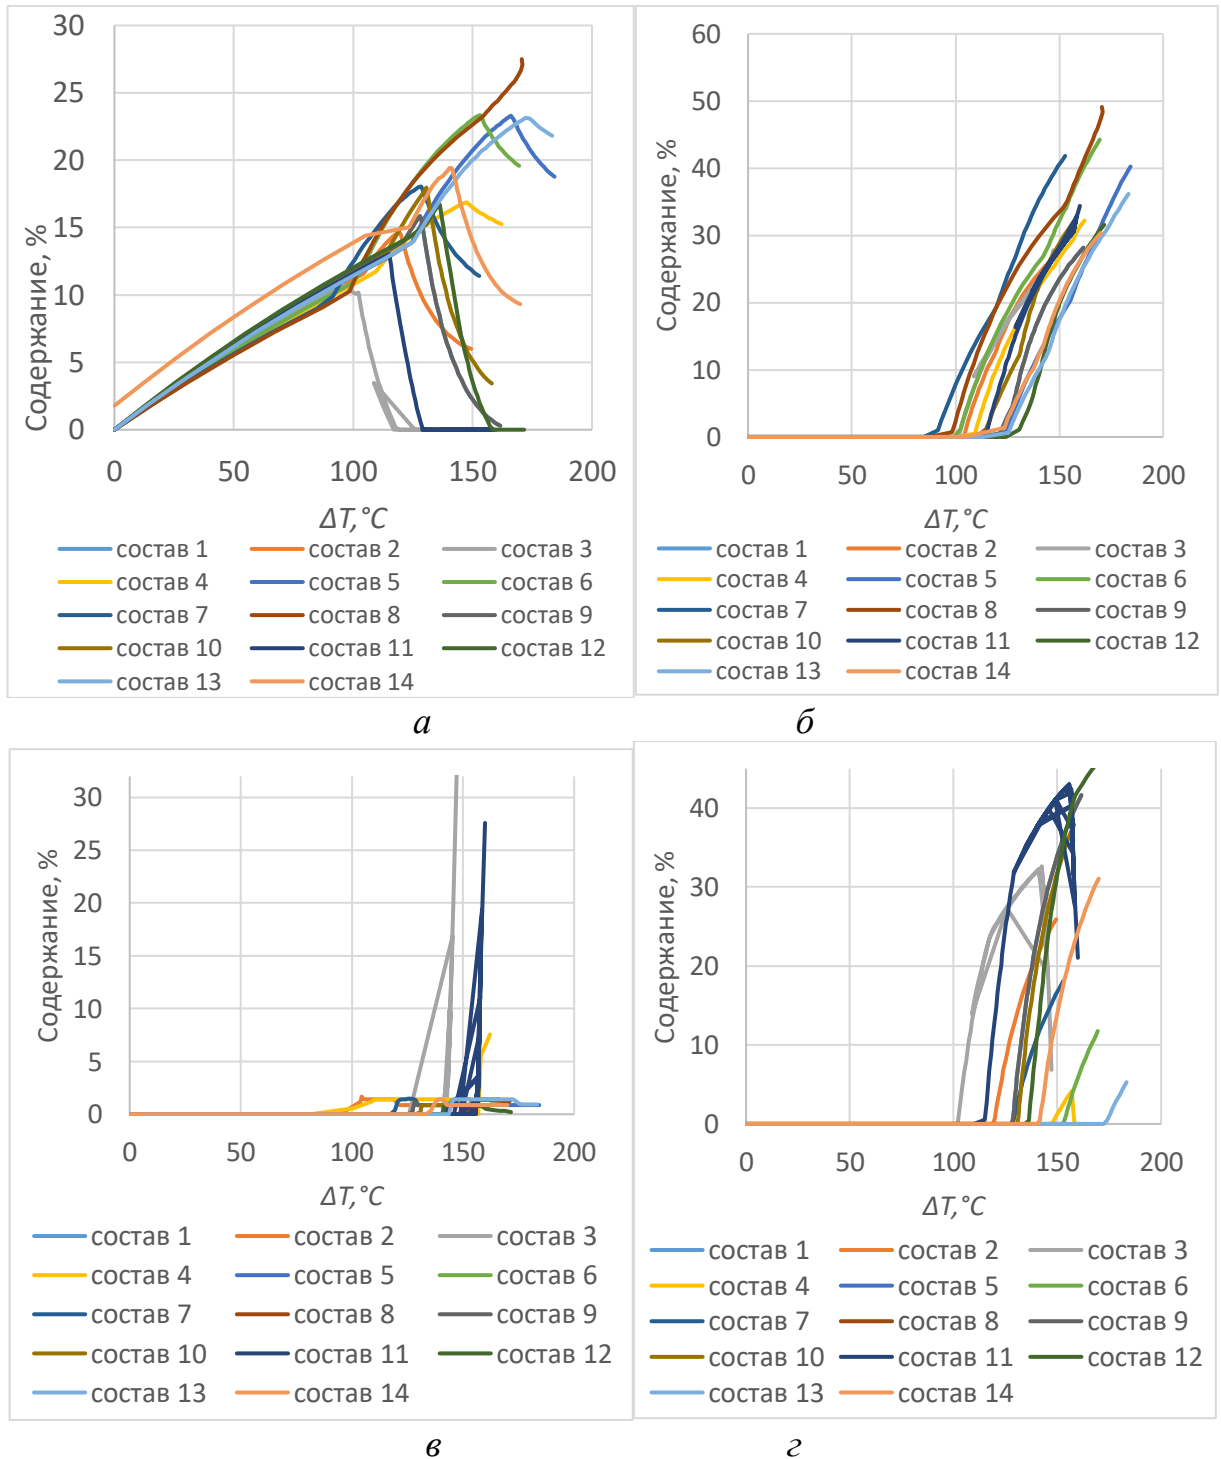 30
25
20
15
10
5
0
Содержание, %
0 50 100 150 200
ΔT,°C
состав 1 состав 2 состав 3
состав 4 состав 5 состав 6
состав 7 состав 8 состав 9
состав 10 состав 11 состав 12
состав 13 состав 14
а
60
50
40
30
20
10
0
Содержание, %
0 50 100 150 200
ΔT,°C
состав 1 состав 2 состав 3
состав 4 состав 5 состав 6
состав 7 состав 8 состав 9
состав 10 состав 11 состав 12
состав 13 состав 14
б
30
25
20
15
10
5
0
Содержание, %
0 50 100 150 200
ΔT,°C
состав 1 состав 2 состав 3
состав 4 состав 5 состав 6
состав 7 состав 8 состав 9
состав 10 состав 11 состав 12
состав 13 состав 14
в
40
30
20
10
0
Содержание, %
0 50 100 150 200
ΔT,°C
состав 1 состав 2 состав 3
состав 4 состав 5 состав 6
состав 7 состав 8 состав 9
состав 10 состав 11 состав 12
состав 13 состав 14
г